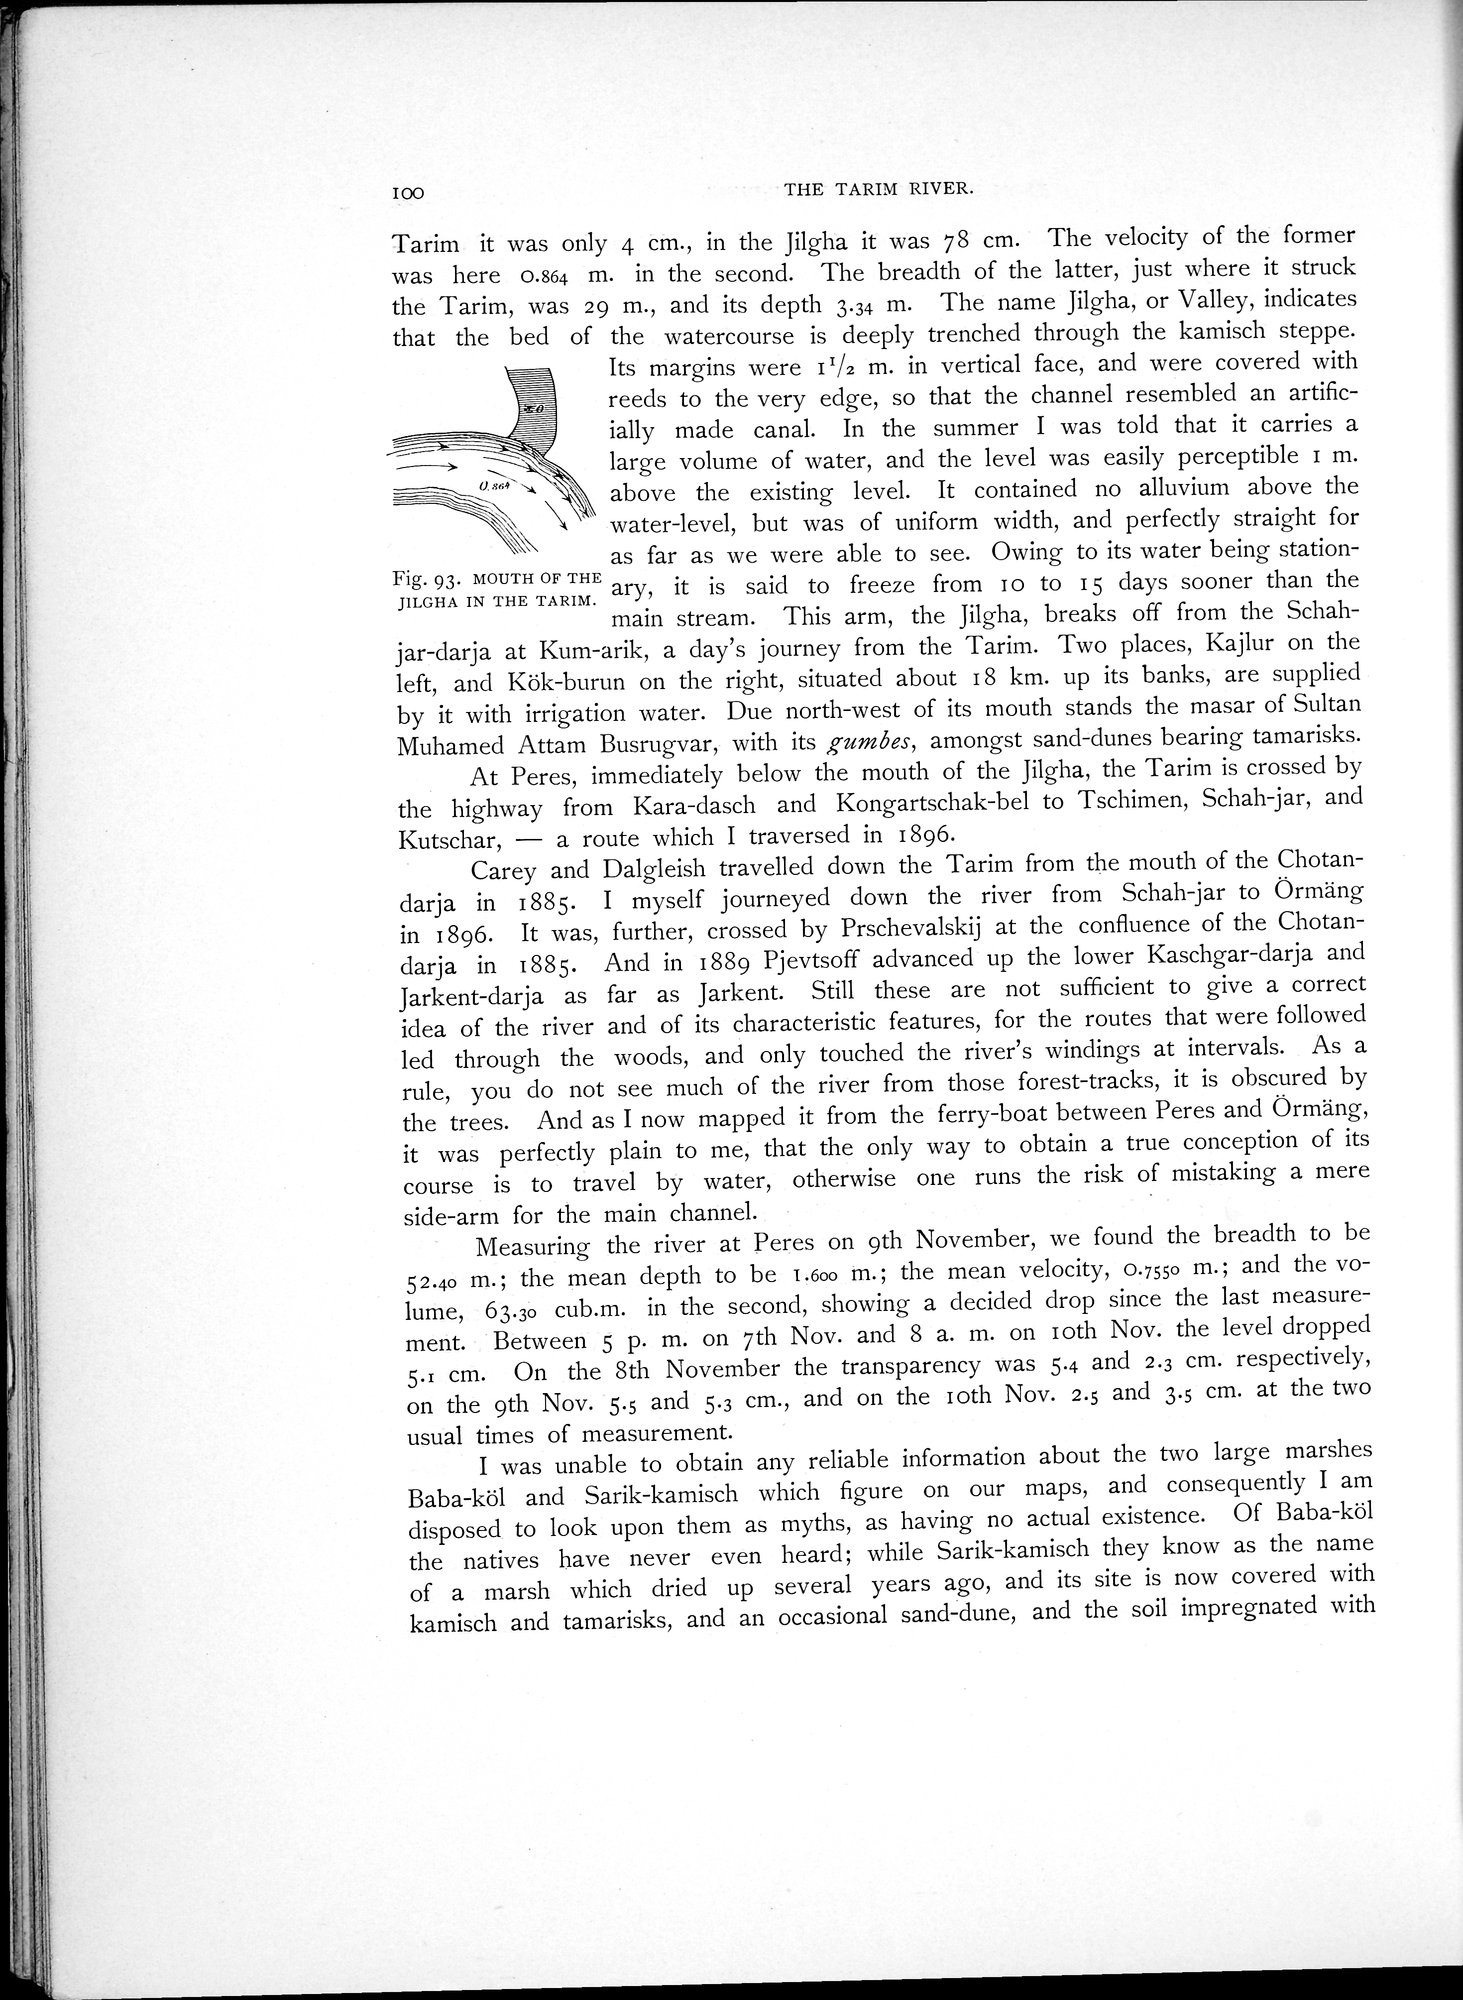 100
THE TARIM RIVER.
Tarim it was only 4 cm., in the Jilgha it was 78 cm. The velocity of the former
was here 0.864 m. in the second. The breadth of the latter, just where it struck
the Tarim, was 29 m., and its depth 3.34 m. The name Jilgha, or Valley, indicates
that the bed of the watercourse is deeply trenched through the kamisch steppe.
Its margins were 1 1/2 m. in vertical face, and were covered with
reeds to the very edge, so that the channel resembled an artific-
ially made canal. In the summer I was told that it carries a
large volume of water, and the level was easily perceptible 1 m.
above the existing level. It contained no alluvium above the
water-level, but was of uniform width, and perfectly straight for
as far as we were able to see. Owing to its water being station-
ary, it is said to freeze from 10 to 15 days sooner than the
main stream. This arm, the Jilgha, breaks off from the Schah-
±0
0.864
Fig. 93. MOUTH OF THE
JILGHA IN THE TARIM.
jar-darja at Kum-arik, a day's journey from the Tarim. Two places, Kajlur on the
left, and Kök-burun on the right, situated about 18 km. up its banks, are supplied
by it with irrigation water. Due north-west of its mouth stands the masar of Sultan
Muhamed Attam Busrugvar, with its gumbes, amongst sand-dunes bearing tamarisks.
At Peres, immediately below the mouth of the Jilgha, the Tarim is crossed by
the highway from Kara-dasch and Kongartschak-bel to Tschimen, Schah-jar, and
Kutschar, — a route which I traversed in 1896.
Carey and Dalgleish travelled down the Tarim from the mouth of the Chotan-
darja in 1885. I myself journeyed down the river from Schah-jar to Örmäng
in 1896. It was, further, crossed by Prschevalskij at the confluence of the Chotan-
darja in 1885. And in 1889 Pjevtsoff advanced up the lower Kaschgar-darja and
Jarkent-darja as far as Jarkent. Still these are not sufficient to give a correct
idea of the river and of its characteristic features, for the routes that were followed
led through the woods, and only touched the river's windings at intervals. As a
rule, you do not see much of the river from those forest-tracks, it is obscured by
the trees. And as I now mapped it from the ferry-boat between Peres and Örmäng,
it was perfectly plain to me, that the only way to obtain a true conception of its
course is to travel by water, otherwise one runs the risk of mistaking a mere
side-arm for the main channel.
Measuring the river at Peres on 9th November, we found the breadth to be
52.40 m.; the mean depth to be 1.600 m.; the mean velocity, 0.7550 m.; and the vo-
lume, 63.30 cub.m. in the second, showing a decided drop since the last measure-
ment. Between 5 p. m. on 7th Nov. and 8 a. m. on 10th Nov. the level dropped
5.1 cm. On the 8th November the transparency was 5.4 and 2.3 cm. respectively,
on the 9th Nov. 5.5 and 5.3 cm., and on the 10th Nov. 2.5 and 3.5 cm. at the two
usual times of measurement.
I was unable to obtain any reliable information about the two large marshes
Baba-köl and Sarik-kamisch which figure on our maps, and consequently I am
disposed to look upon them as myths, as having no actual existence. Of Baba-köl
the natives have never even heard; while Sarik-kamisch they know as the name
of a marsh which dried up several years ago, and its site is now covered with
kamisch and tamarisks, and an occasional sand-dune, and the soil impregnated with